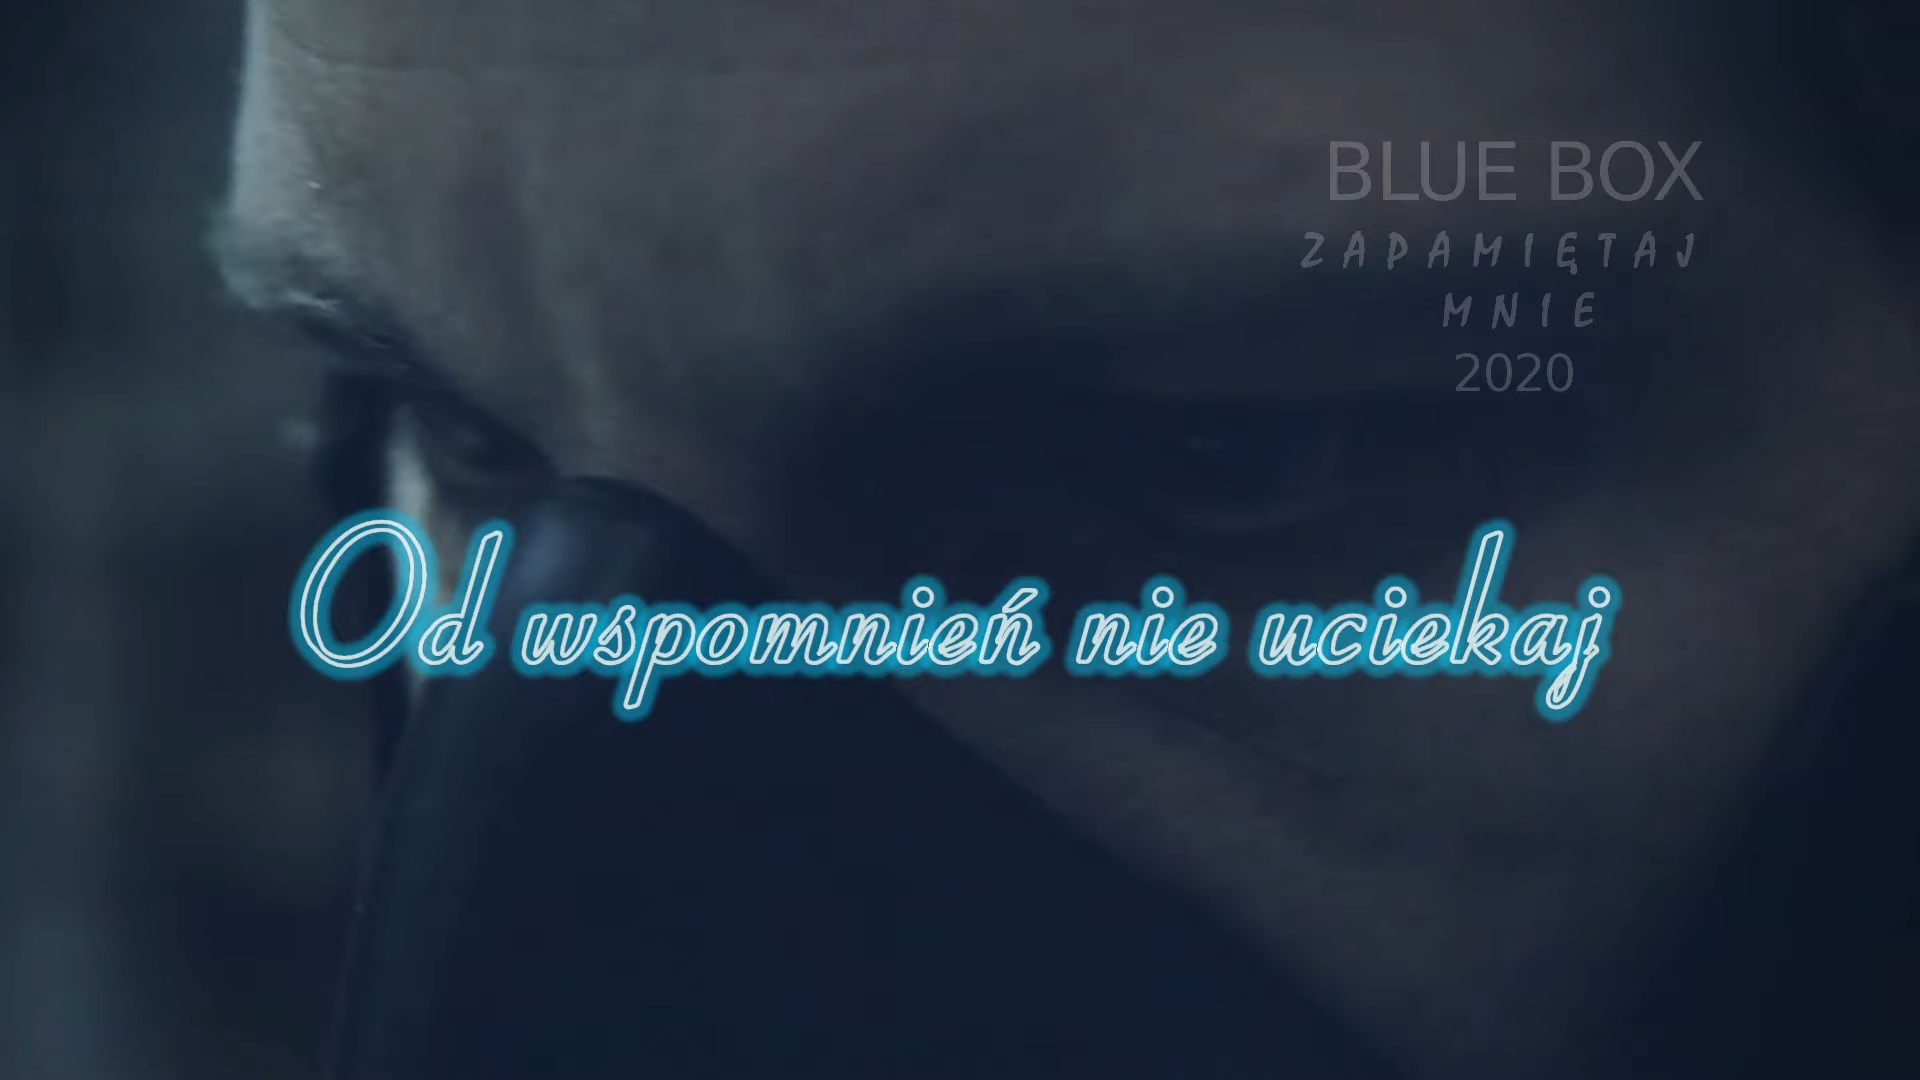 BLUE BOX
ZAPAMIĘTAJ
MNIE
2020
Od wspomnień nie uciekaj